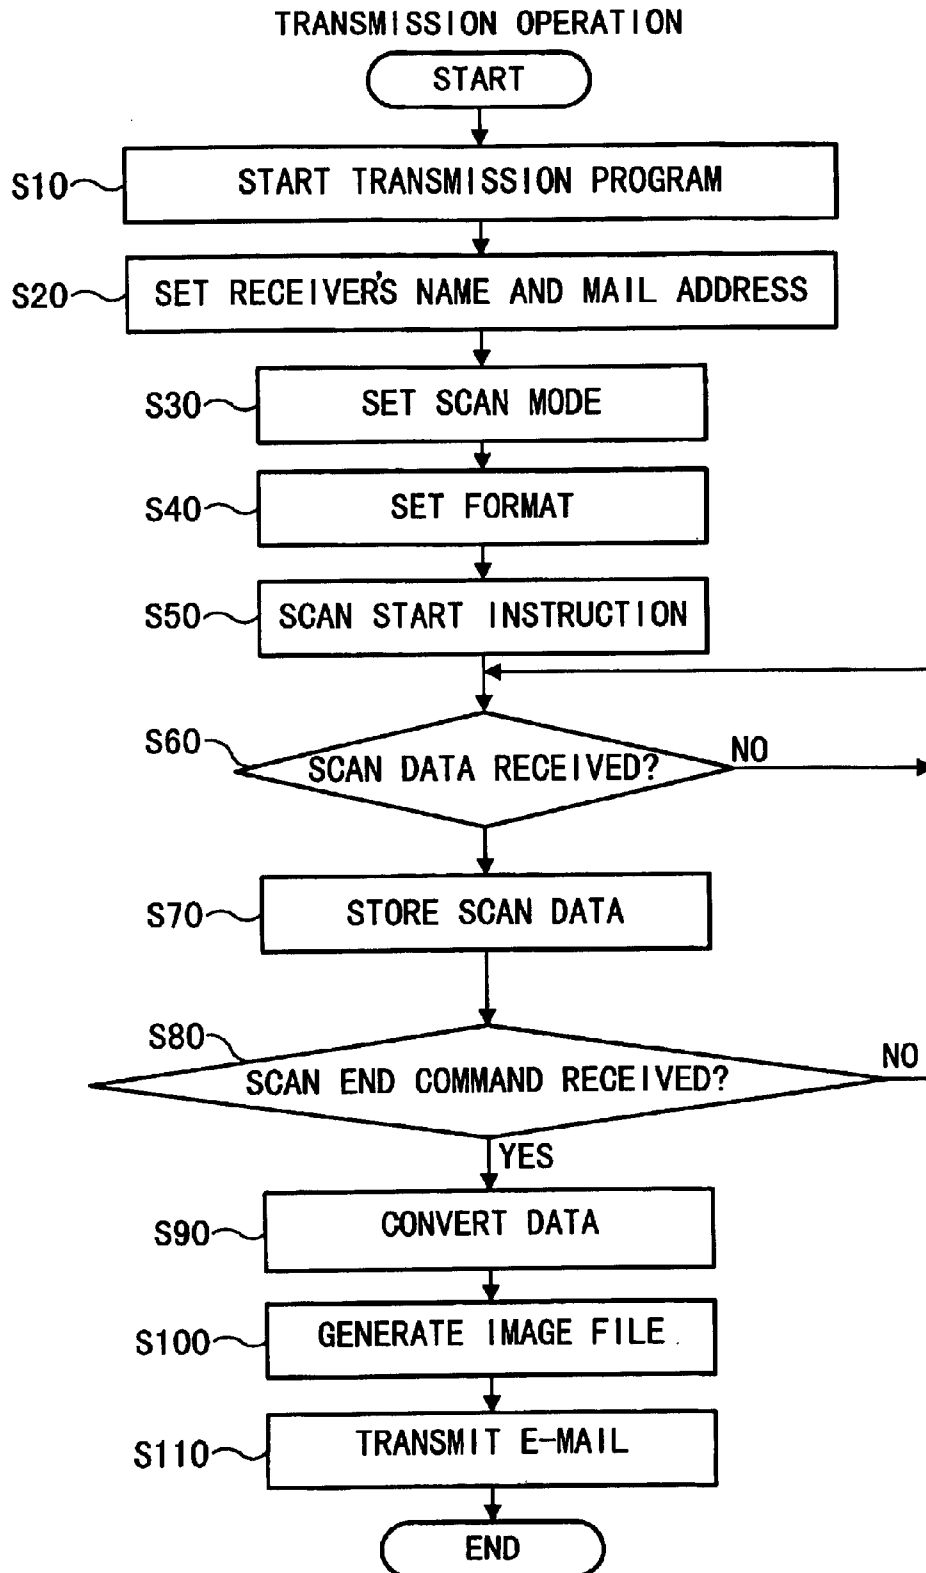 TRANSMISSION OPERATION
START
S10
START TRANSMISSION PROGRAM
S20
SET RECEIVER'S NAME AND MAIL ADDRESS
S30
SET SCAN MODE
S40
SET FORMAT
S50
SCAN START INSTRUCTION
S60
SCAN DATA RECEIVED?
NO
S70
STORE SCAN DATA
S80
SCAN END COMMAND RECEIVED?
NO
YES
S90
CONVERT DATA
S100
GENERATE IMAGE FILE
S110
TRANSMIT E-MAIL
END